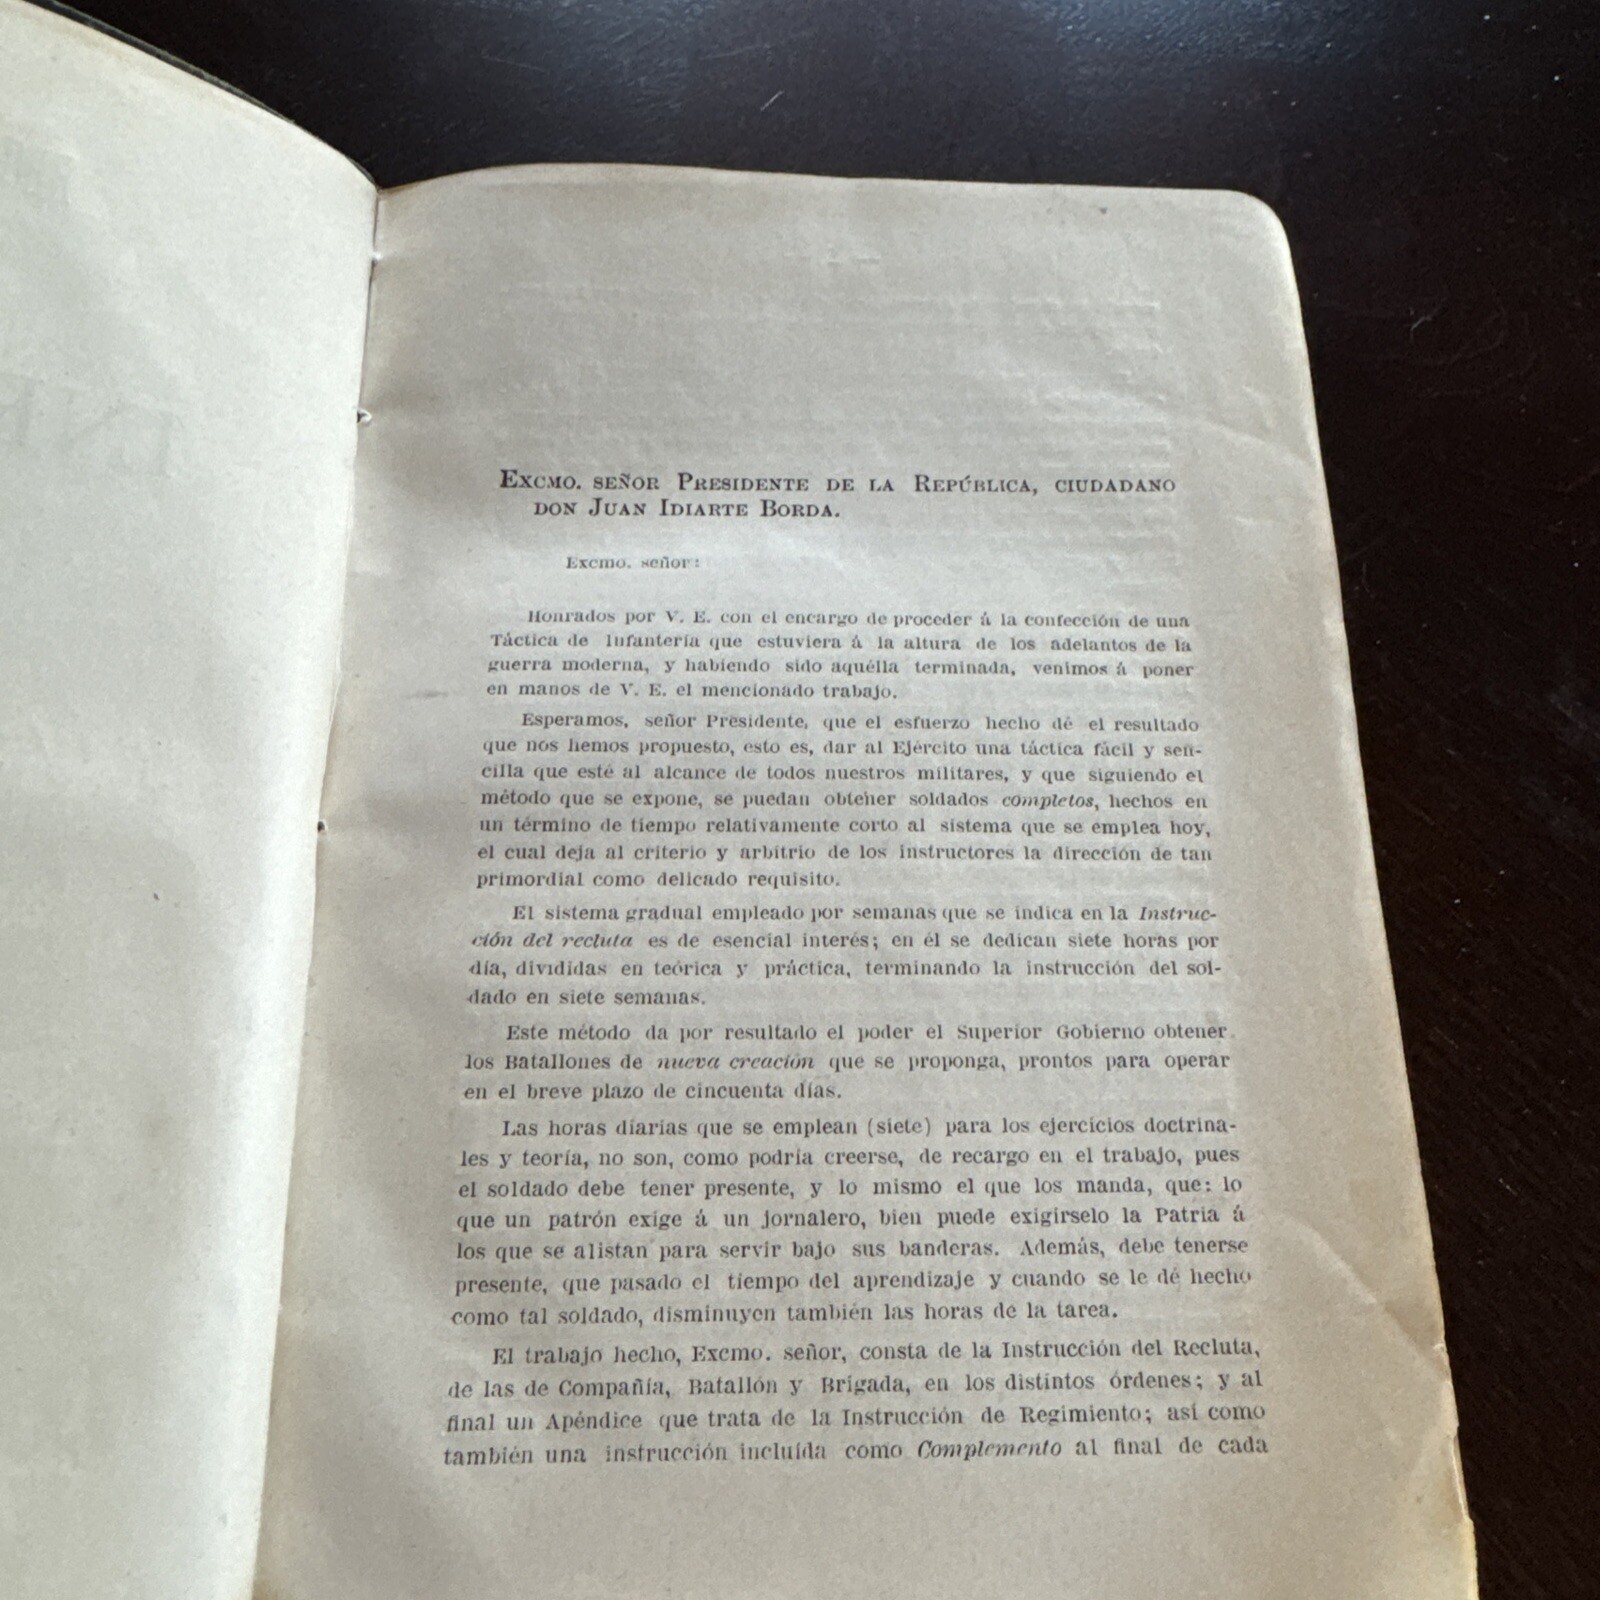 Excmo. señor Presidente de la República, ciudadano
don Juan Idiarte Borda.
Excmo. señor:
Honrados por V. E. con el encargo de proceder á la confección de una
Táctica de Infantería que estuviera á la altura de los adelantos de la
guerra moderna, y habiendo sido aquélla terminada, venimos á poner
en manos de V. E. el mencionado trabajo.
Esperamos, señor Presidente, que el esfuerzo hecho dé el resultado
que nos hemos propuesto, esto es, dar al Ejército una táctica fácil y sen-
cilla que esté al alcance de todos nuestros militares, y que siguiendo el
método que se expone, se puedan obtener soldados completos, hechos en
un término de tiempo relativamente corto al sistema que se emplea hoy,
el cual deja al criterio y arbitrio de los instructores la dirección de tan
primordial como delicado requisito.
El sistema gradual empleado por semanas que se indica en la Instruc-
ción del recluta es de esencial interés; en él se dedican siete horas por
día, divididas en teórica y práctica, terminando la instrucción del sol-
dado en siete semanas.
Este método da por resultado el poder el Superior Gobierno obtener
los Batallones de nueva creación que se proponga, prontos para operar
en el breve plazo de cincuenta días.
Las horas diarias que se emplean (siete) para los ejercicios doctrina-
les y teoría, no son, como podría creerse, de recargo en el trabajo, pues
el soldado debe tener presente, y lo mismo el que los manda, que: lo
que un patrón exige á un jornalero, bien puede exigírselo la Patria á
los que se alistan para servir bajo sus banderas. Además, debe tenerse
presente, que pasado el tiempo del aprendizaje y cuando se le dé hecho
como tal soldado, disminuyen también las horas de la tarea.
El trabajo hecho, Excmo. señor, consta de la Instrucción del Recluta,
de las de Compañía, Batallón y Brigada, en los distintos órdenes; y al
final un Apéndice que trata de la Instrucción de Regimiento; así como
también una instrucción incluída como Complemento al final de cada